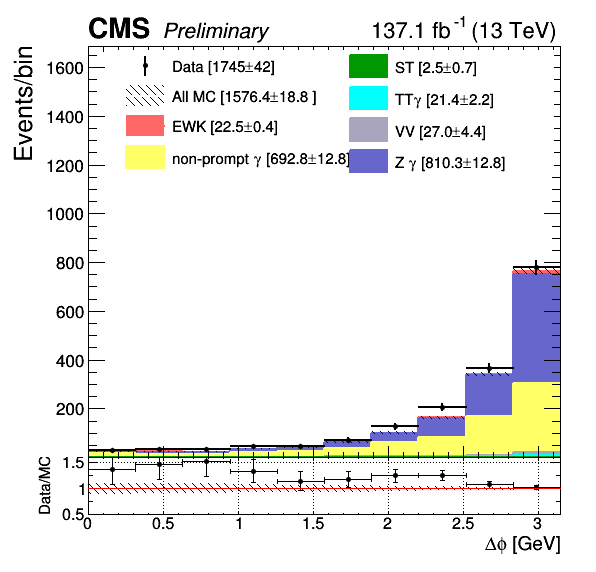 CMS Preliminary 137.1 fb⁻¹ (13 TeV)
Events/bin
1600
1400
1200
1000
800
600
400
200
Data [1745±42]
All MC [1576.4±18.8 ]
EWK [22.5±0.4]
non-prompt γ [692.8±12.8]
ST [2.5±0.7]
TTγ [21.4±2.2]
VV [27.0±4.4]
Z γ [810.3±12.8]
Data/MC
1.5
1
0.5
0 0.5 1 1.5 2 2.5 3
Δϕ [GeV]